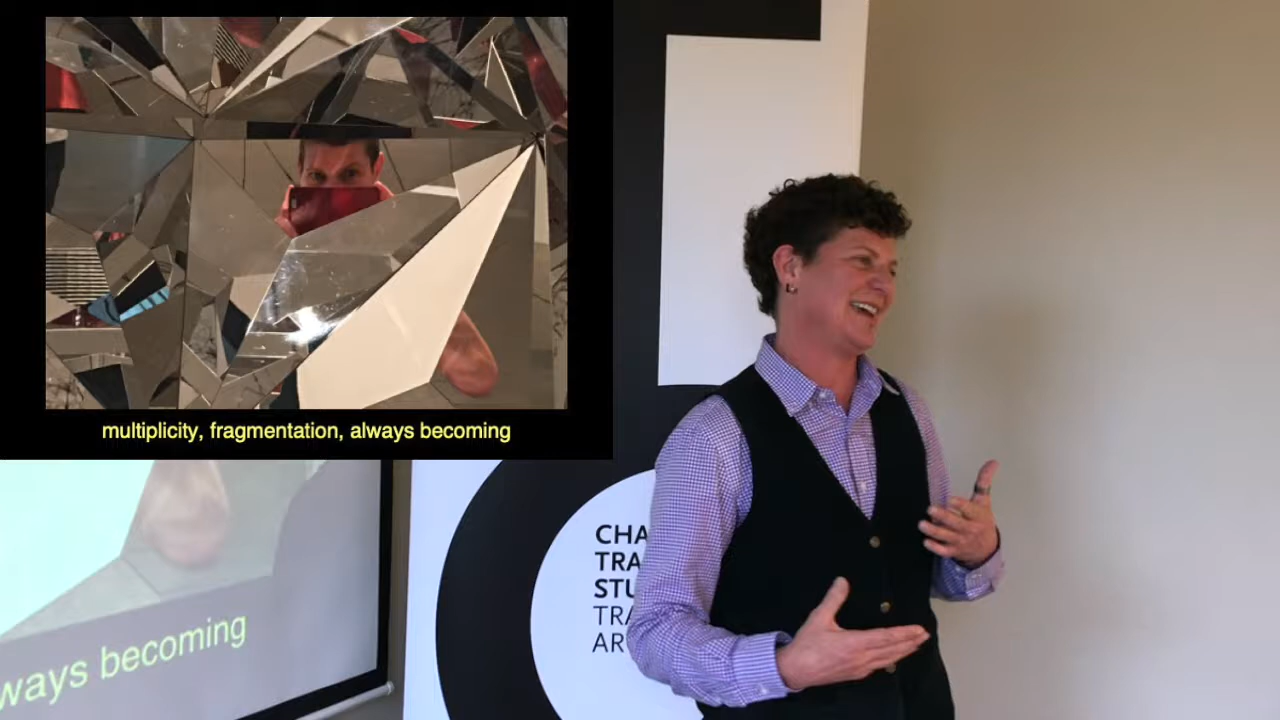 multiplicity, fragmentation, always becoming
ways becoming
CHA
TRA
STU
TRA
AR